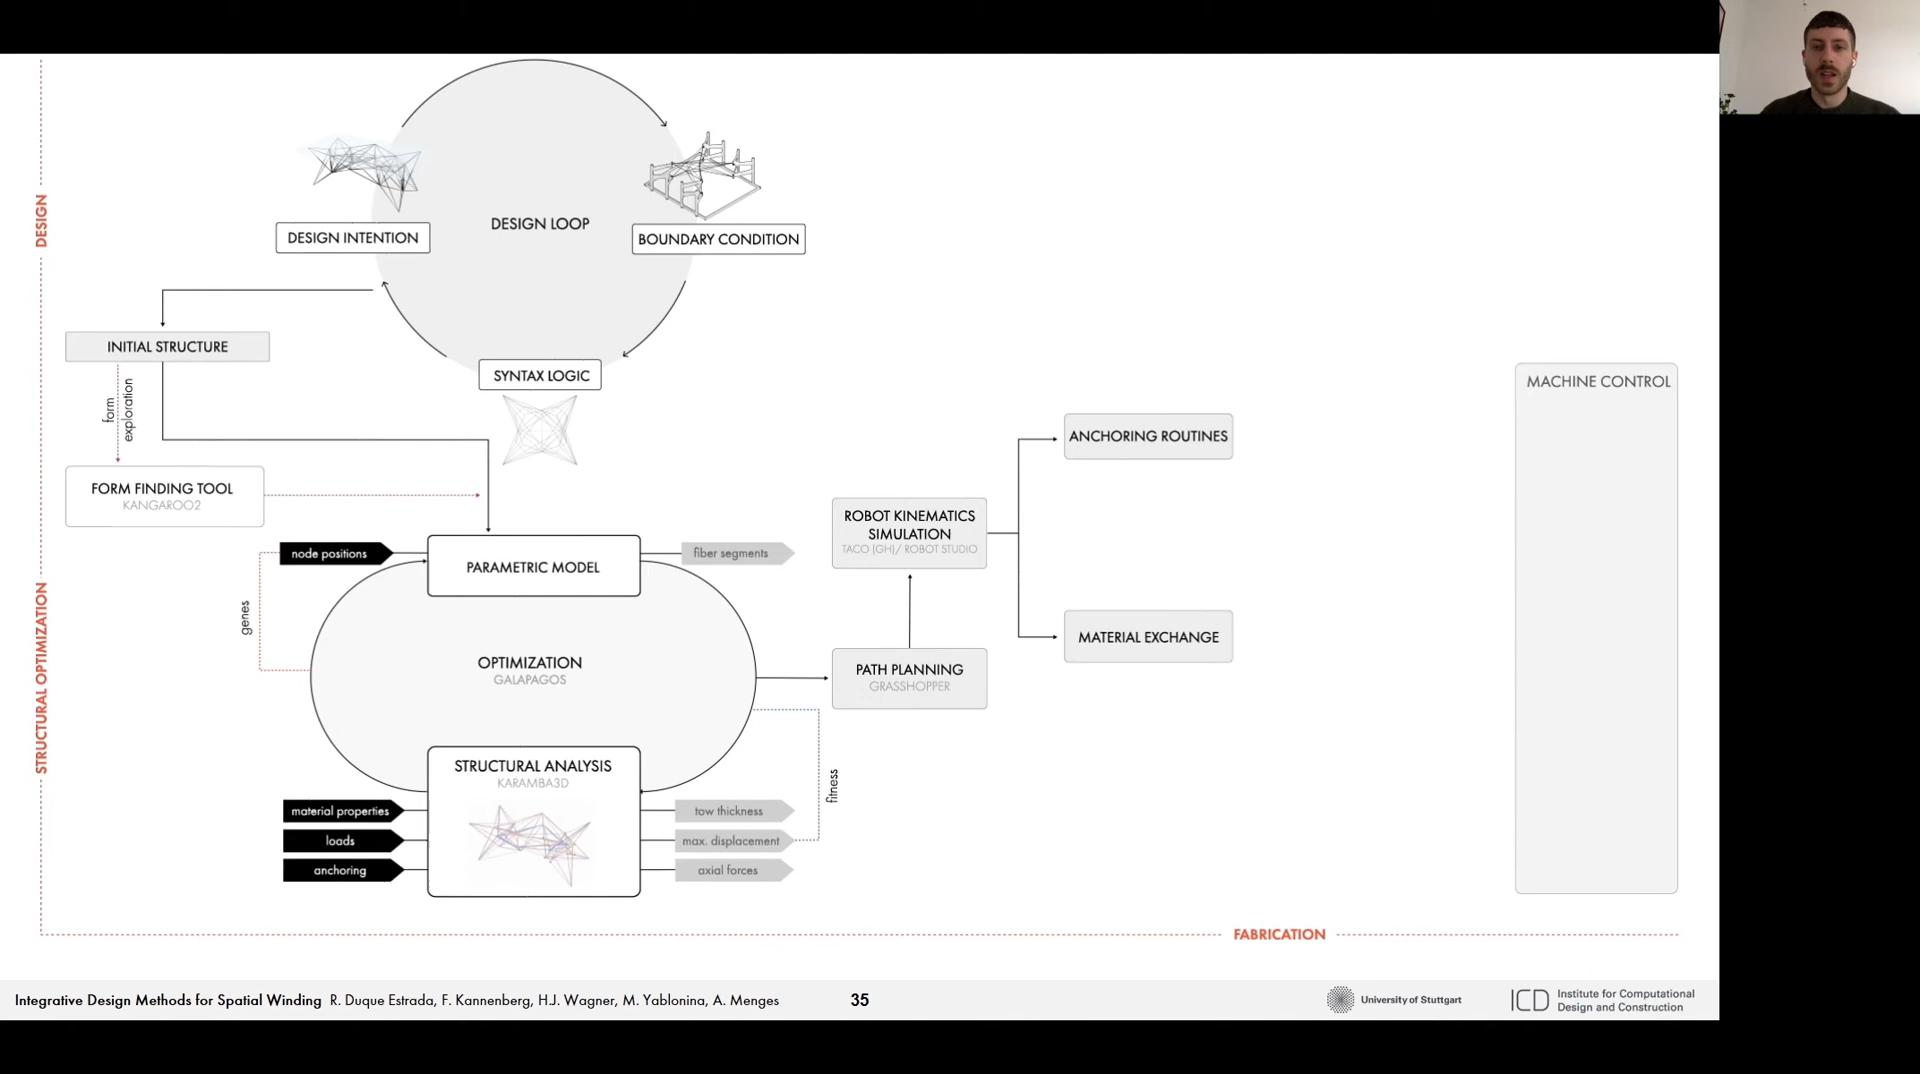 DESIGN
DESIGN LOOP
DESIGN INTENTION
BOUNDARY CONDITION
SYNTAX LOGIC
INITIAL STRUCTURE
form
exploration
FORM FINDING TOOL
KANGAROO2
STRUCTURAL OPTIMIZATION
node positions
PARAMETRIC MODEL
fiber segments
genes
OPTIMIZATION
GALAPAGOS
STRUCTURAL ANALYSIS
KARAMBA3D
material properties
loads
anchoring
tow thickness
max. displacement
axial forces
fitness
PATH PLANNING
GRASSHOPPER
ROBOT KINEMATICS
SIMULATION
TACO (GH)/ ROBOT STUDIO
ANCHORING ROUTINES
MATERIAL EXCHANGE
MACHINE CONTROL
FABRICATION
Integrative Design Methods for Spatial Winding R. Duque Estrada, F. Kannenberg, H.J. Wagner, M. Yablonina, A. Menges
35
University of Stuttgart
ICD
Institute for Computational
Design and Construction